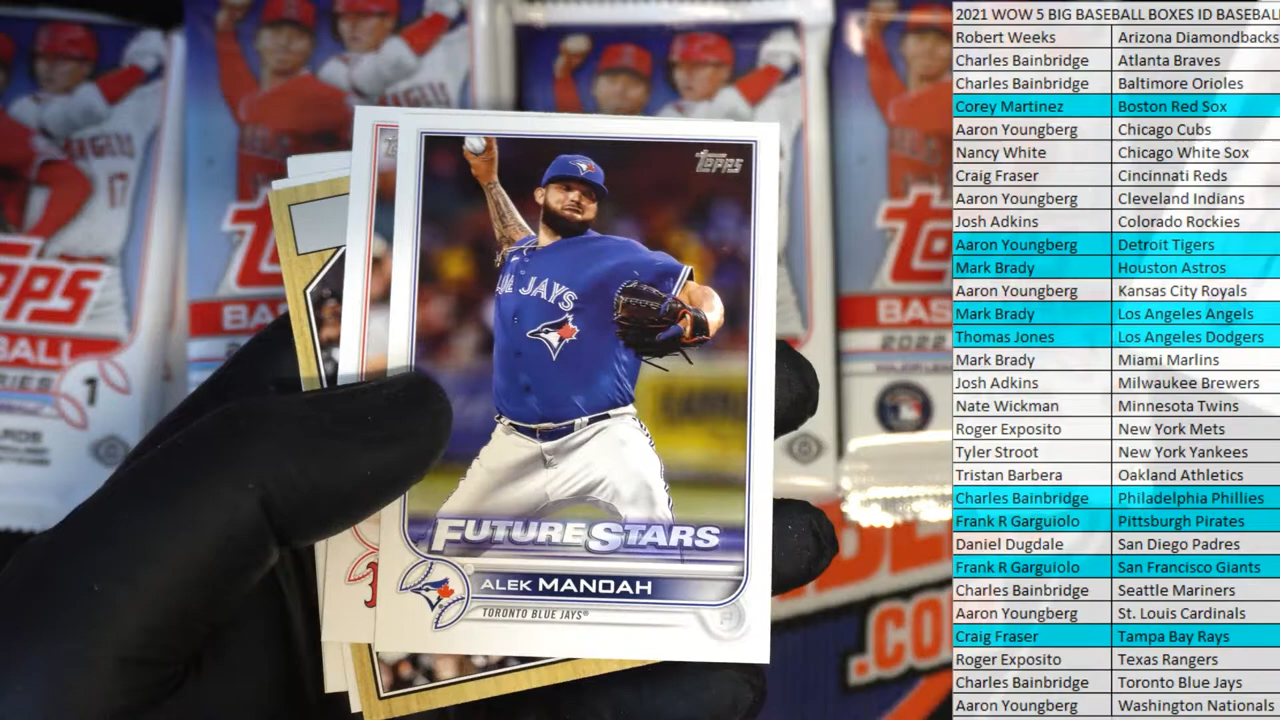 Topps
JAYS
FUTURE STARS
ALEK MANOAH
TORONTO BLUE JAYS®
2022
.CO
2021 WOW 5 BIG BASEBALL BOXES ID BASEBAL
Robert Weeks Arizona Diamondbacks
Charles Bainbridge Atlanta Braves
Charles Bainbridge Baltimore Orioles
Corey Martinez Boston Red Sox
Aaron Youngberg Chicago Cubs
Nancy White Chicago White Sox
Craig Fraser Cincinnati Reds
Aaron Youngberg Cleveland Indians
Josh Adkins Colorado Rockies
Aaron Youngberg Detroit Tigers
Mark Brady Houston Astros
Aaron Youngberg Kansas City Royals
Mark Brady Los Angeles Angels
Thomas Jones Los Angeles Dodgers
Mark Brady Miami Marlins
Josh Adkins Milwaukee Brewers
Nate Wickman Minnesota Twins
Roger Exposito New York Mets
Tyler Stroot New York Yankees
Tristan Barbera Oakland Athletics
Charles Bainbridge Philadelphia Phillies
Frank R Garguiolo Pittsburgh Pirates
Daniel Dugdale San Diego Padres
Frank R Garguiolo San Francisco Giants
Charles Bainbridge Seattle Mariners
Aaron Youngberg St. Louis Cardinals
Craig Fraser Tampa Bay Rays
Roger Exposito Texas Rangers
Charles Bainbridge Toronto Blue Jays
Aaron Youngberg Washington Nationals